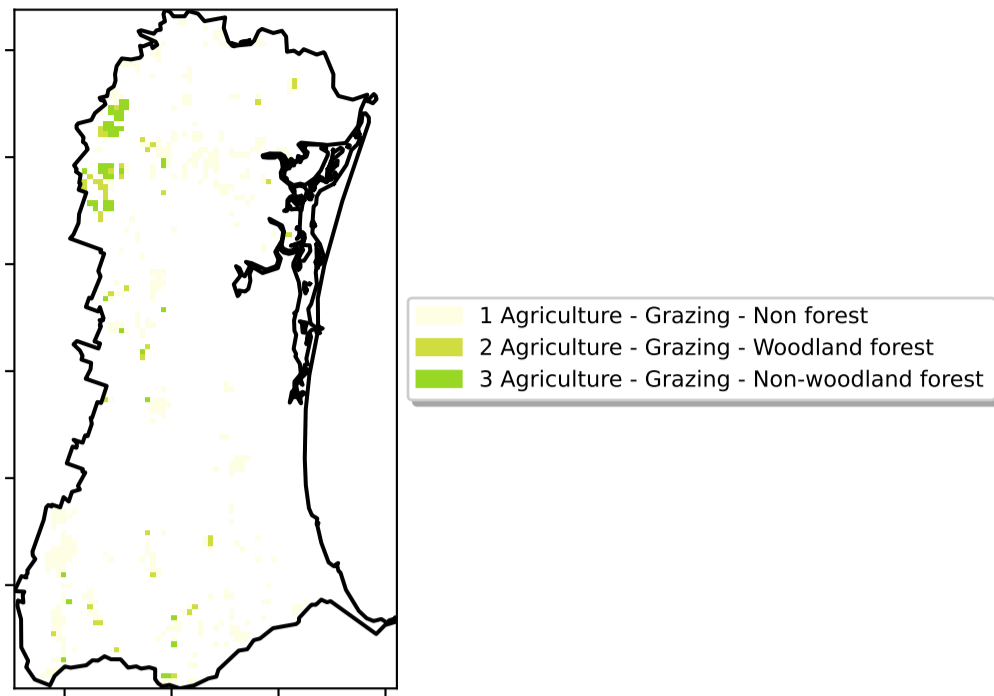 1 Agriculture - Grazing - Non forest
2 Agriculture - Grazing - Woodland forest
3 Agriculture - Grazing - Non-woodland forest